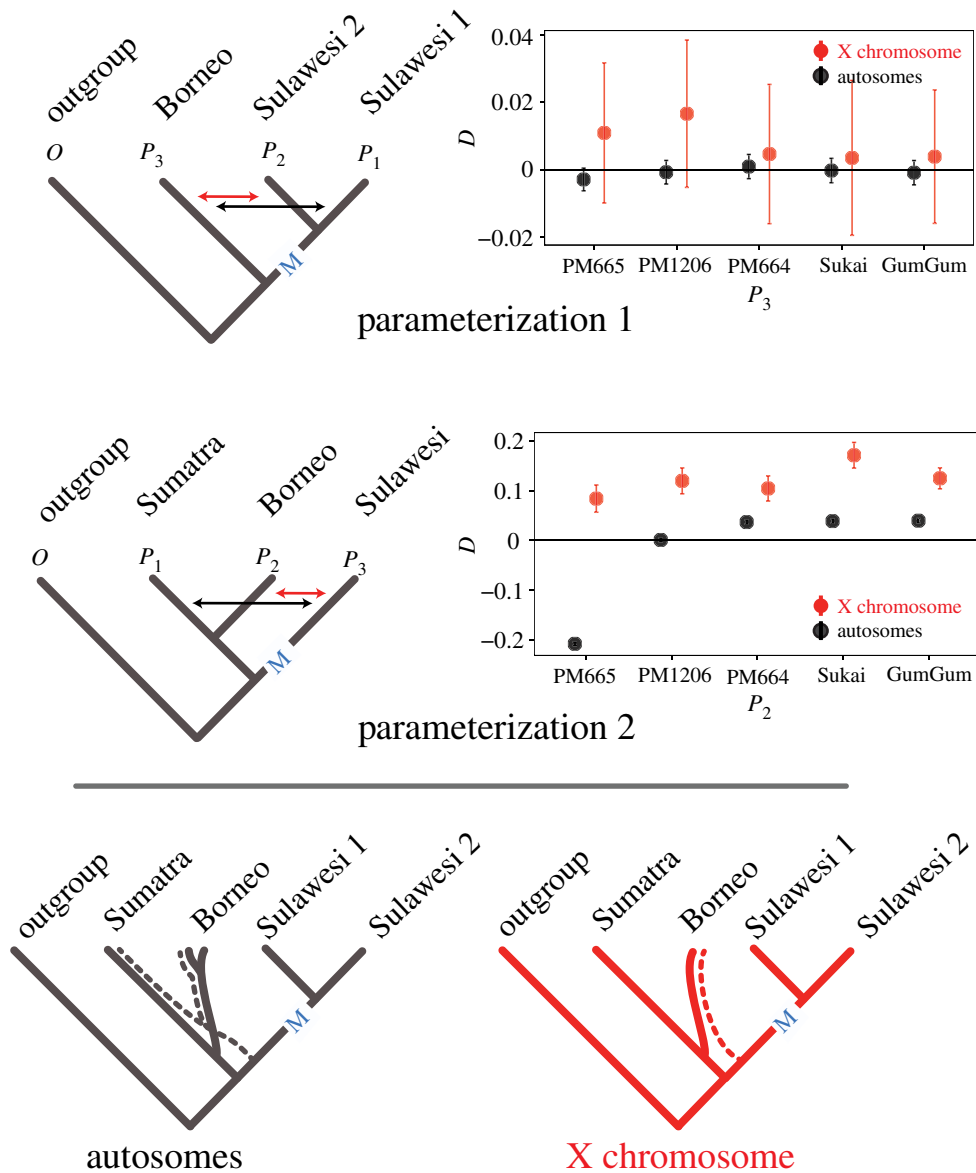 outgroup
Borneo
Sulawesi 2
Sulawesi 1
O
P3
P2
P1
M
0.04
0.02
0
−0.02
D
X chromosome
autosomes
PM665
PM1206
PM664
Sukai
GumGum
P3
parameterization 1
outgroup
Sumatra
Borneo
Sulawesi
O
P1
P2
P3
M
0.2
0.1
0
−0.1
−0.2
D
X chromosome
autosomes
PM665
PM1206
PM664
Sukai
GumGum
P2
parameterization 2
outgroup
Sumatra
Borneo
Sulawesi 1
Sulawesi 2
M
autosomes
outgroup
Sumatra
Borneo
Sulawesi 1
Sulawesi 2
M
X chromosome